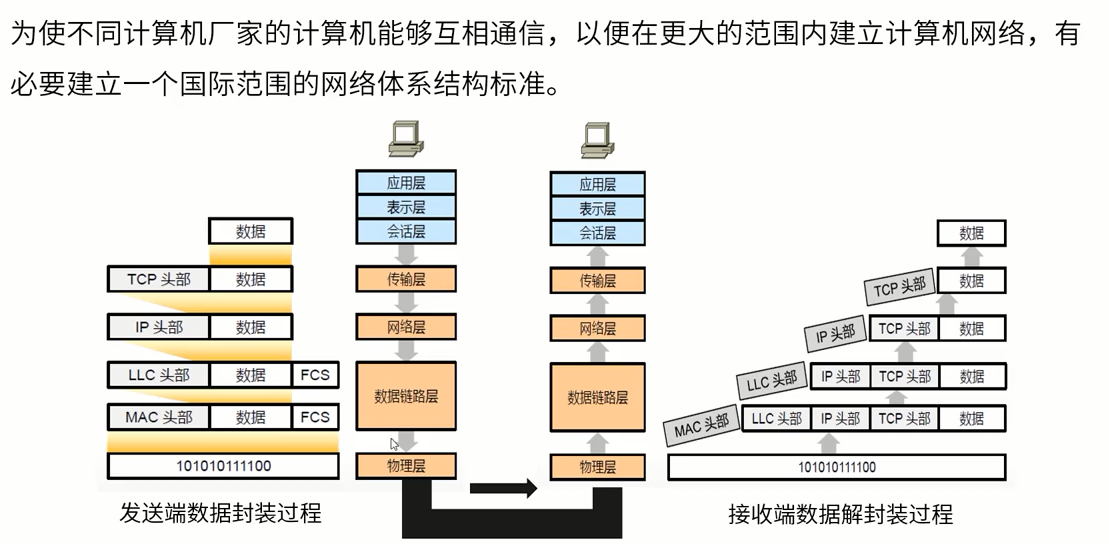 为使不同计算机厂家的计算机能够互相通信，以便在更大的范围内建立计算机网络，有
必要建立一个国际范围的网络体系结构标准。
数据
TCP 头部 数据
IP 头部 数据
LLC 头部 数据 FCS
MAC 头部 数据 FCS
101010111100
发送端数据封装过程
应用层
表示层
会话层
传输层
网络层
数据链路层
物理层
应用层
表示层
会话层
传输层
网络层
数据链路层
物理层
数据
TCP 头部 数据
IP 头部 TCP 头部 数据
LLC 头部 IP 头部 TCP 头部 数据
MAC 头部 LLC 头部 IP 头部 TCP 头部 数据
101010111100
接收端数据解封装过程